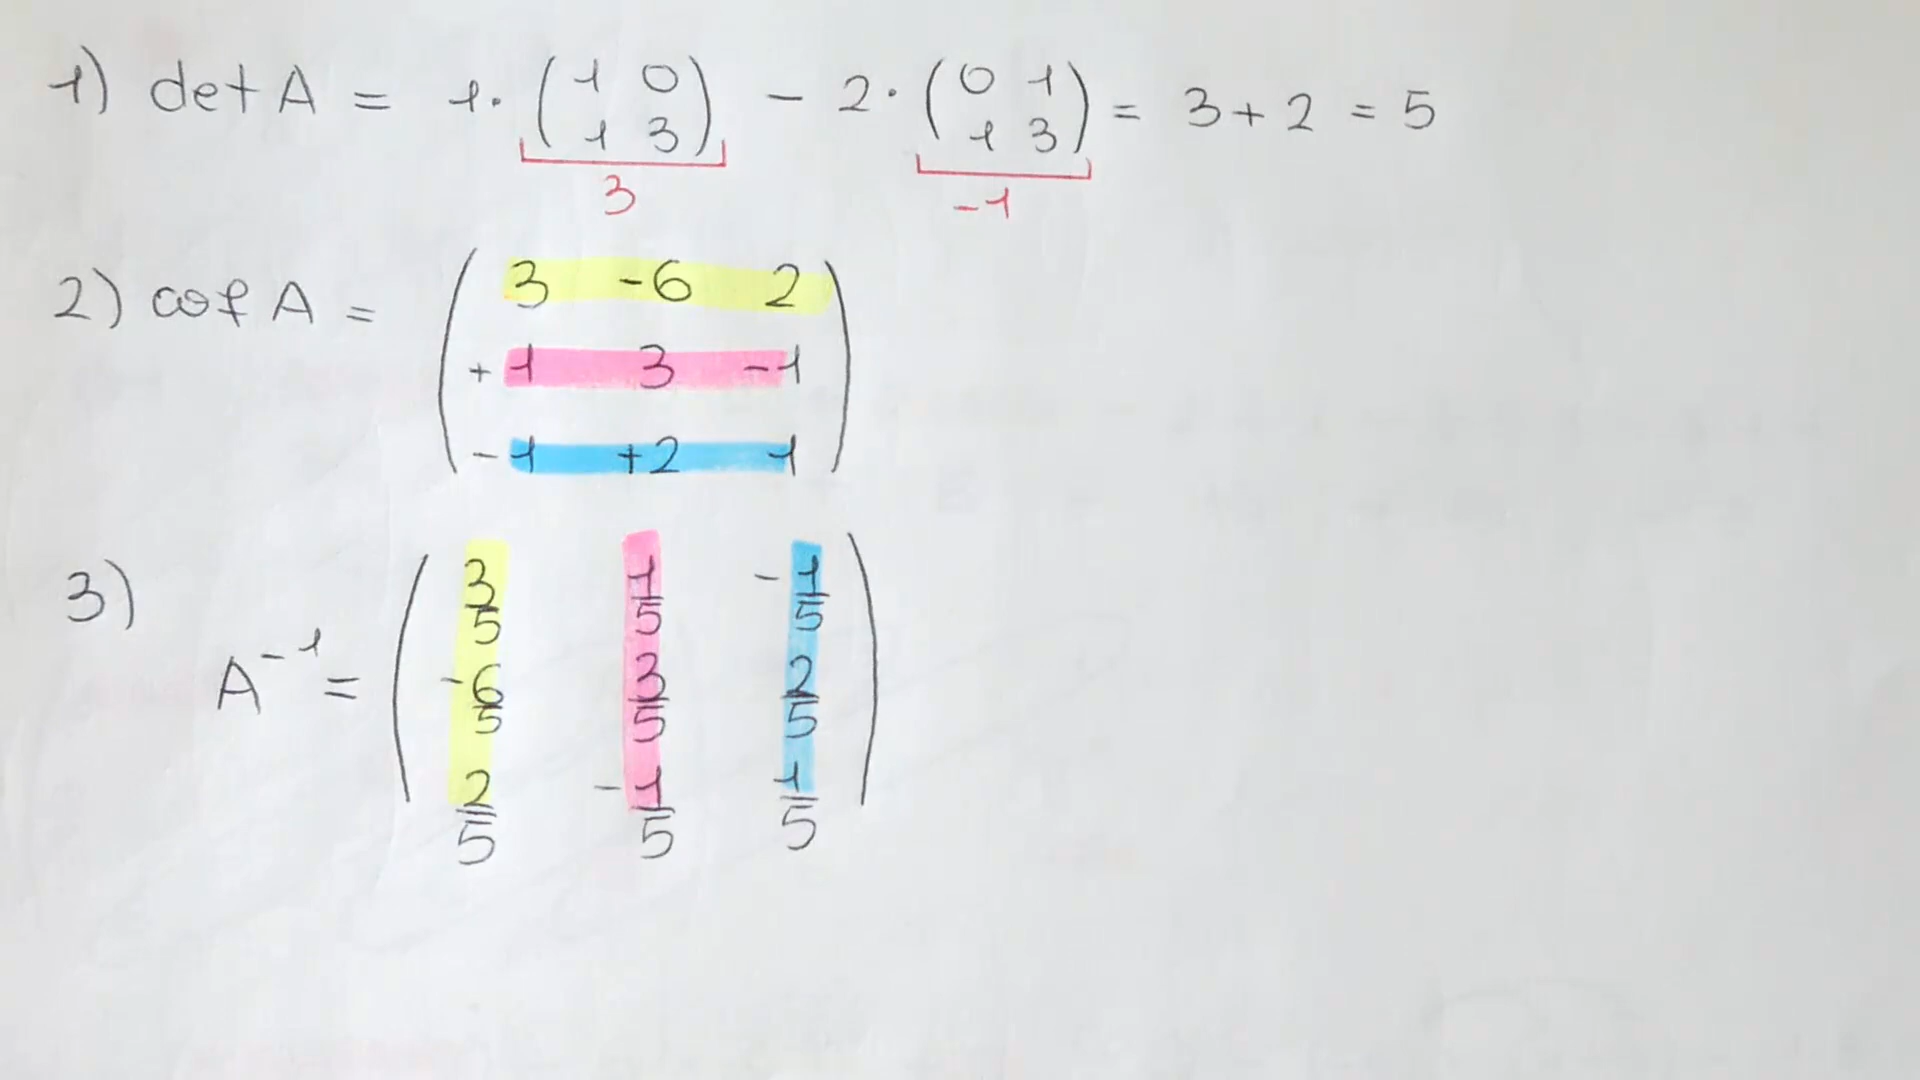 1) det A = 1 · ( 1 0 ) - 2 · ( 0 1 ) = 3 + 2 = 5
1 3 1 3
3 -1
2) cof A = ( 3 -6 2 )
+1 3 -1
-1 +2 1
3)
A⁻¹ = ( 3/5 1/5 -1/5 )
-6/5 3/5 2/5
2/5 -1/5 1/5